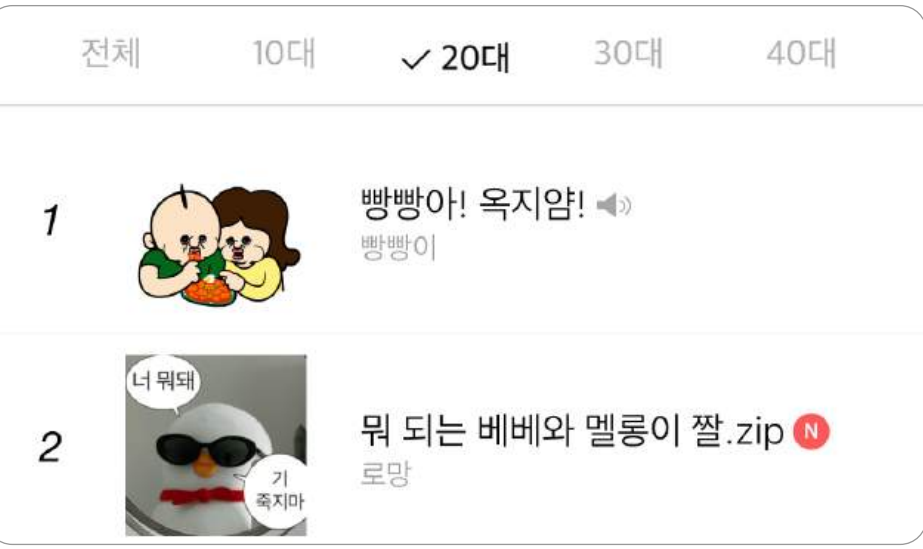 전체 10대 ✓ 20대 30대 40대
1
빵빵아! 옥지얌!
빵빵이
2
너 뭐돼
기
죽지마
뭐 되는 베베와 멜롱이 짤.zip N
로망